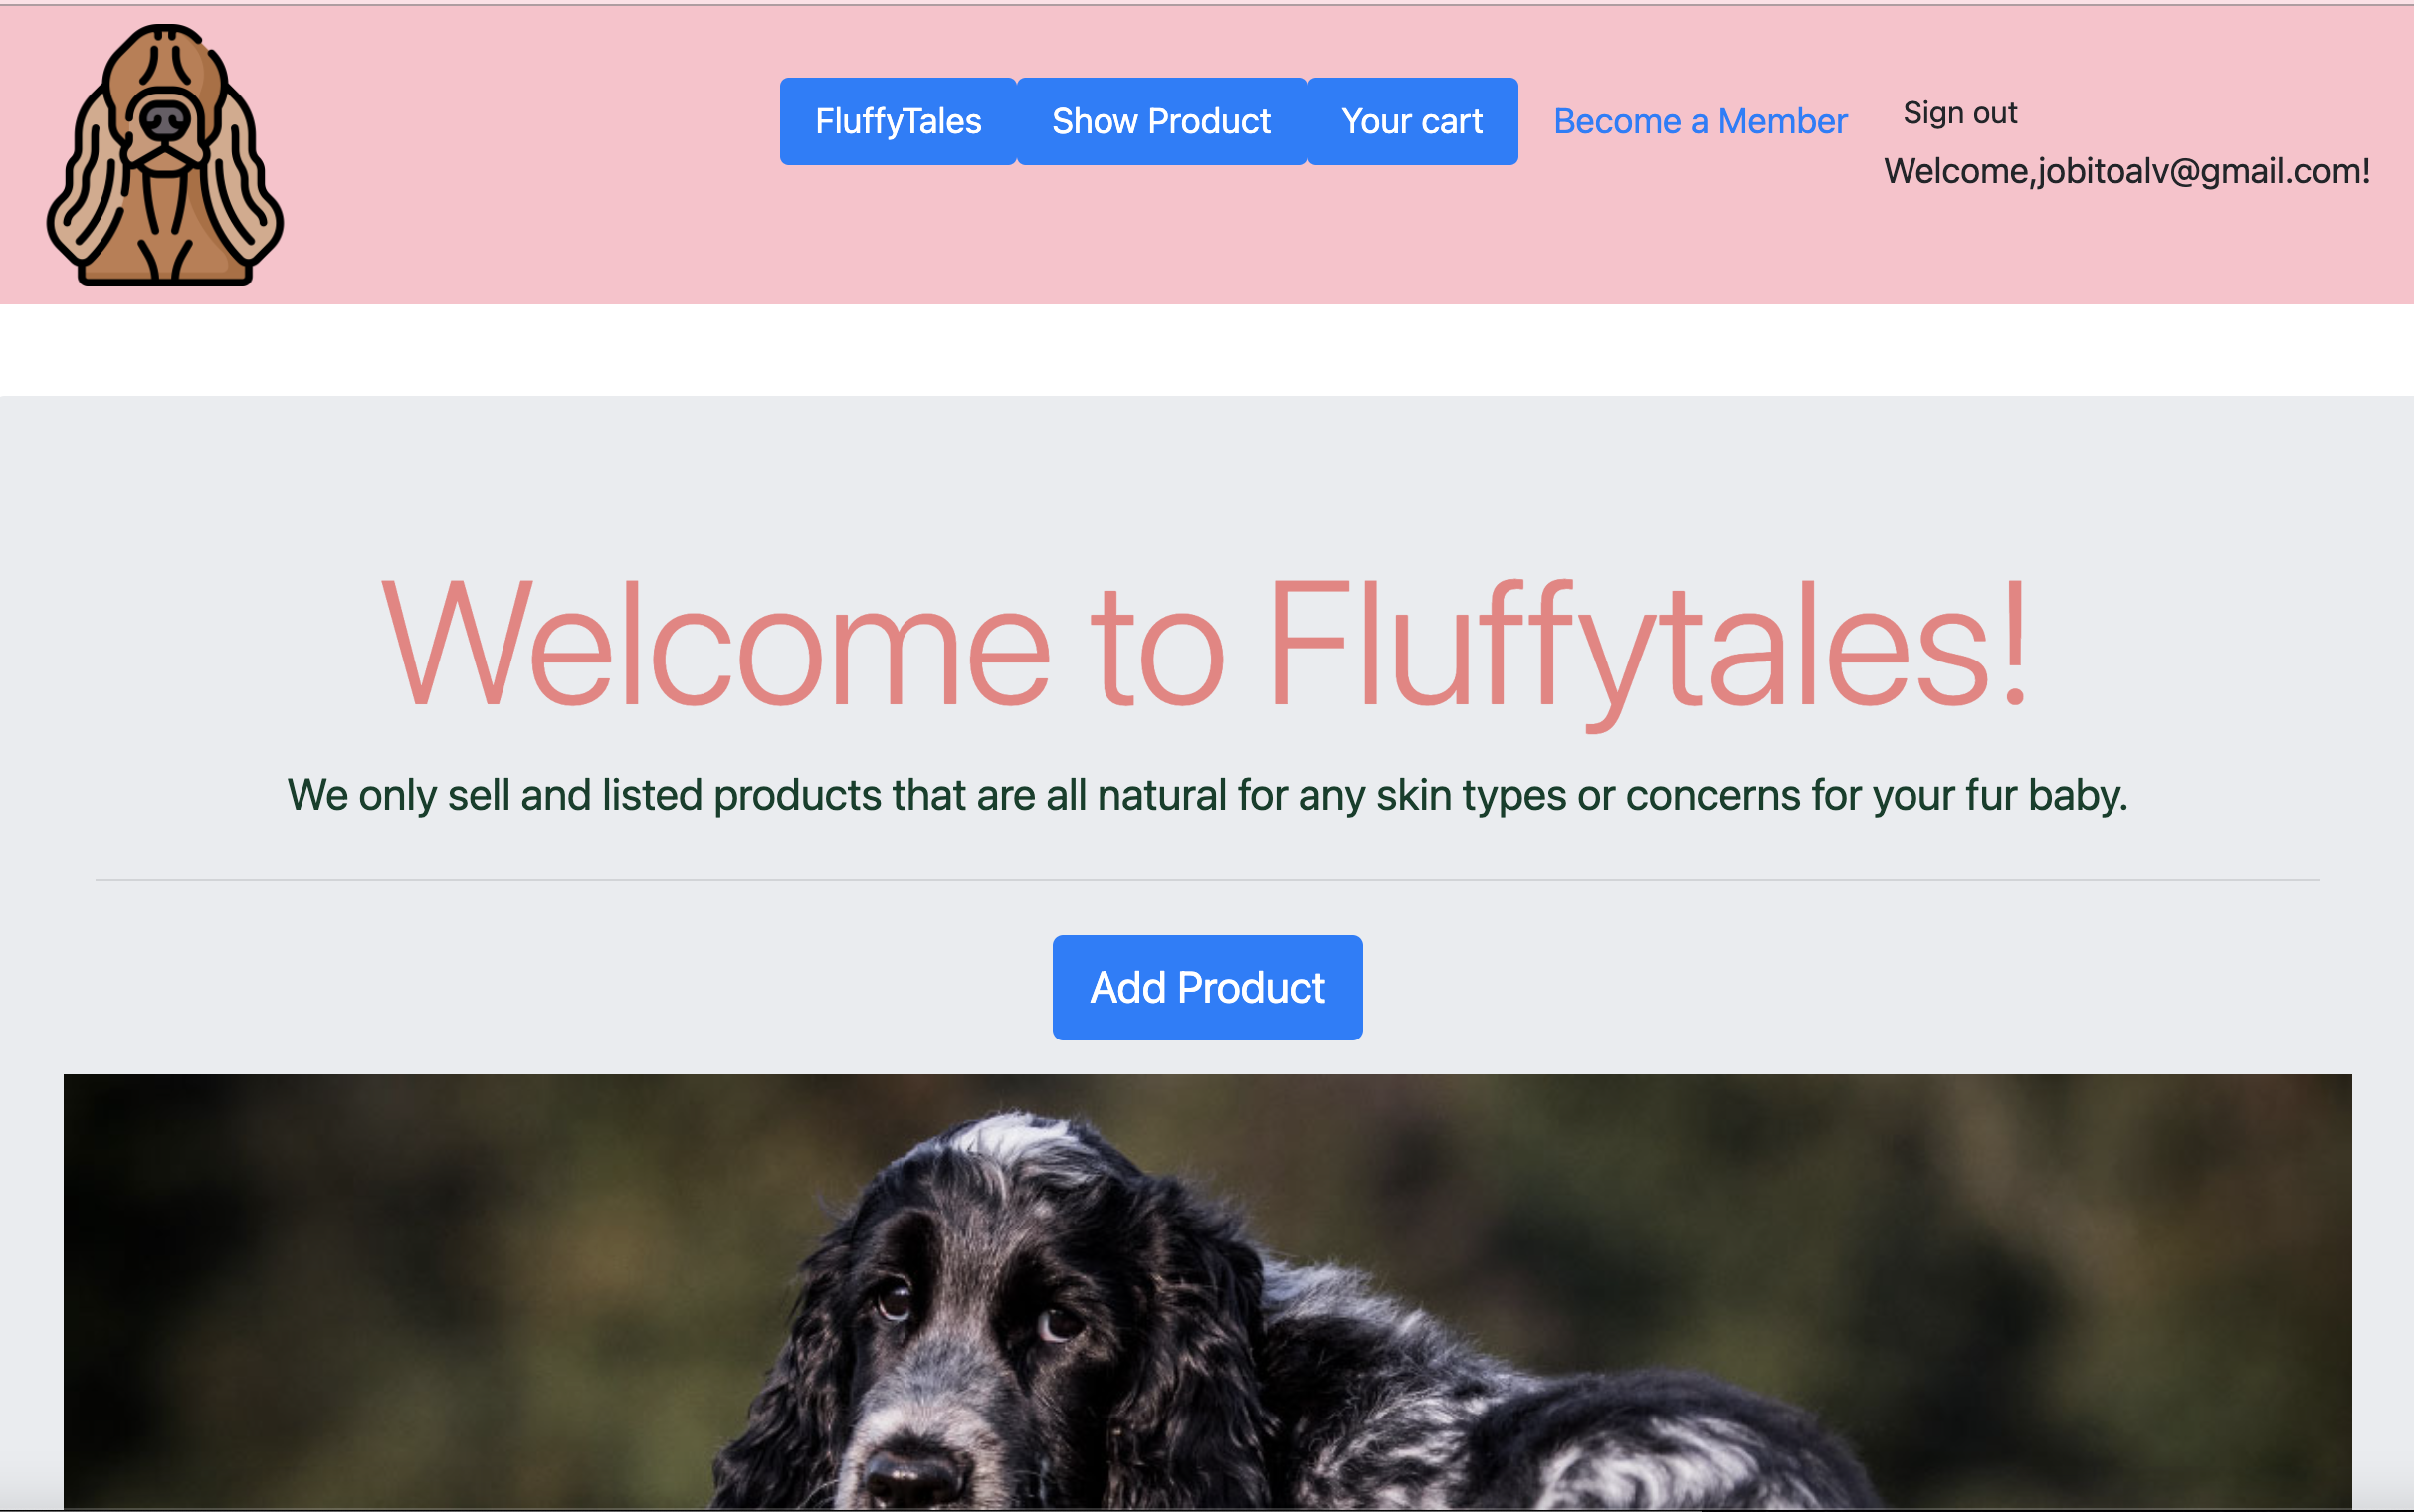 FluffyTales Show Product Your cart Become a Member Sign out
Welcome,jobitoalv@gmail.com!
Welcome to Fluffytales!
We only sell and listed products that are all natural for any skin types or concerns for your fur baby.
Add Product